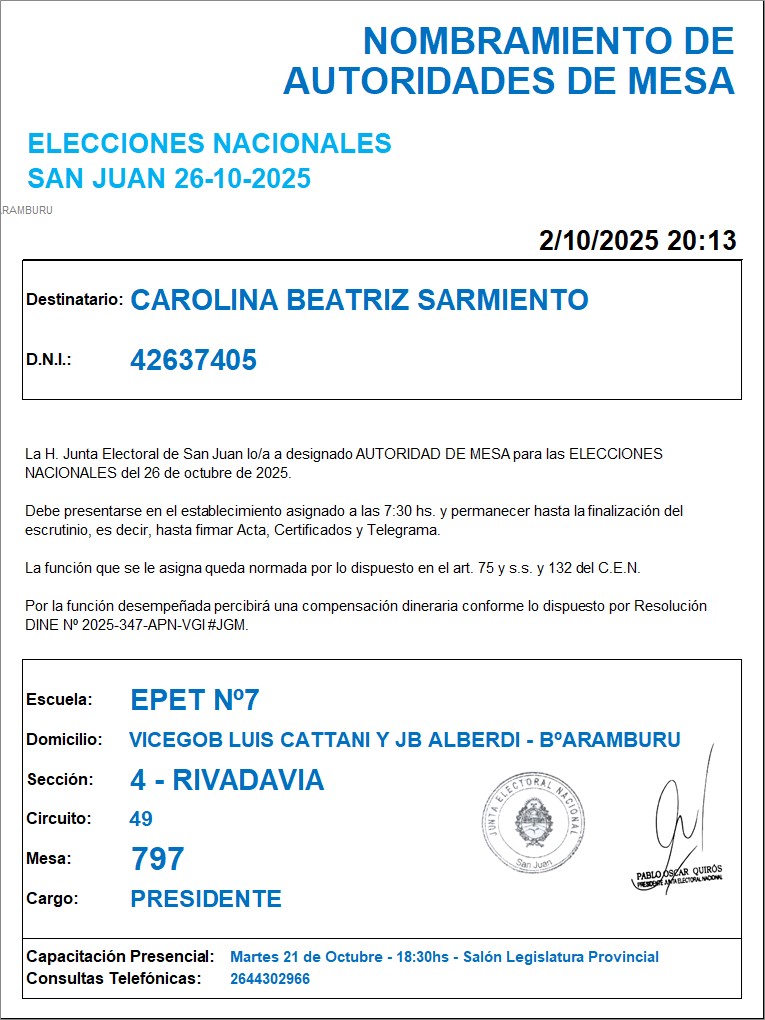 NOMBRAMIENTO DE
AUTORIDADES DE MESA
ELECCIONES NACIONALES
SAN JUAN 26-10-2025
ARAMBURU
2/10/2025 20:13
Destinatario: CAROLINA BEATRIZ SARMIENTO
D.N.I.: 42637405
La H. Junta Electoral de San Juan lo/a a designado AUTORIDAD DE MESA para las ELECCIONES
NACIONALES del 26 de octubre de 2025.
Debe presentarse en el establecimiento asignado a las 7:30 hs. y permanecer hasta la finalización del
escrutinio, es decir, hasta firmar Acta, Certificados y Telegrama.
La función que se le asigna queda normada por lo dispuesto en el art. 75 y s.s. y 132 del C.E.N.
Por la función desempeñada percibirá una compensación dineraria conforme lo dispuesto por Resolución
DINE Nº 2025-347-APN-VGI#JGM.
Escuela: EPET Nº7
Domicilio: VICEGOB LUIS CATTANI Y JB ALBERDI - BºARAMBURU
Sección: 4 - RIVADAVIA
Circuito: 49
Mesa: 797
Cargo: PRESIDENTE
JUNTA ELECTORAL NACIONAL
San Juan
PABLO OSCAR QUIRÓS
PRESIDENTE JUNTA ELECTORAL NACIONAL
Capacitación Presencial: Martes 21 de Octubre - 18:30hs - Salón Legislatura Provincial
Consultas Telefónicas: 2644302966